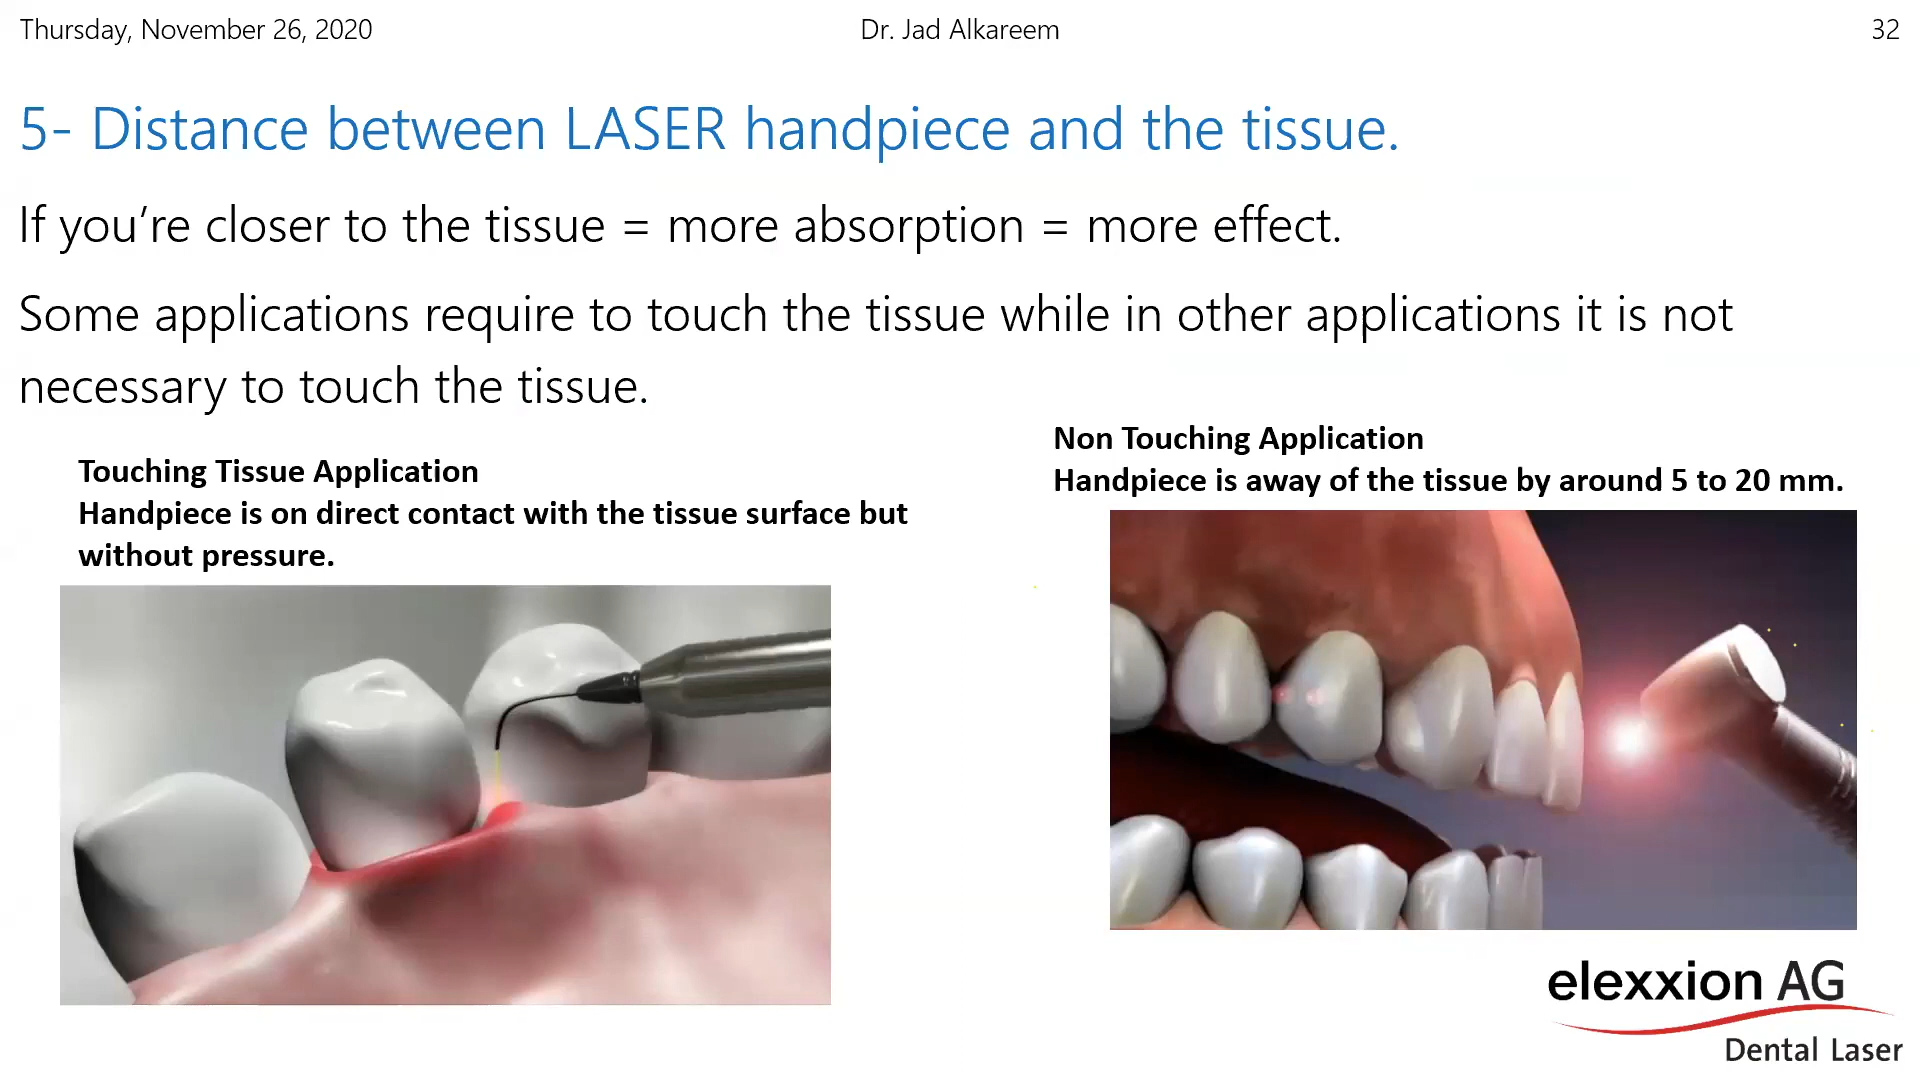 Thursday, November 26, 2020
Dr. Jad Alkareem
32
5- Distance between LASER handpiece and the tissue.
If you’re closer to the tissue = more absorption = more effect.
Some applications require to touch the tissue while in other applications it is not
necessary to touch the tissue.
Touching Tissue Application
Handpiece is on direct contact with the tissue surface but
without pressure.
Non Touching Application
Handpiece is away of the tissue by around 5 to 20 mm.
elexxion AG
Dental Laser